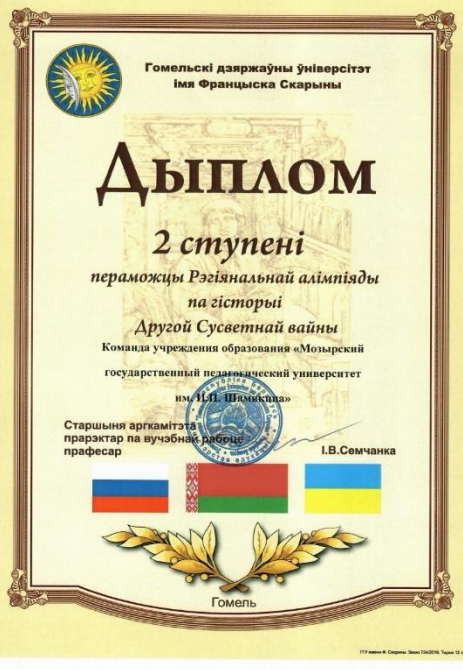 Гомельскі дзяржаўны ўніверсітэт
імя Францыска Скарыны
Дыплом
2 ступені
пераможцы Рэгіянальнай алімпіяды
па гісторыі
Другой Сусветнай вайны
Команда учреждения образования «Мозырский
государственный педагогический университет
им. И.П. Шамякина»
Старшыня аргкамітэта
прарэктар па вучэбнай рабоце
прафесар
І.В.Семчанка
Гомель